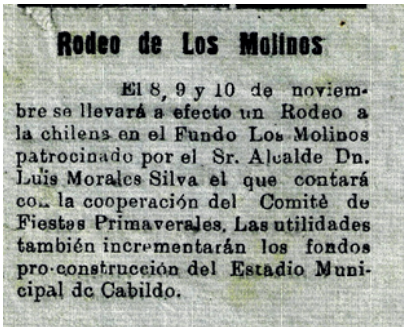 Rodeo de Los Molinos
El 8, 9 y 10 de noviem-
bre se llevará a efecto un Rodeo a
la chilena en el Fundo Los Molinos
patrocinado por el Sr. Alcalde Dn.
Luis Morales Silva el que contará
con la cooperación del Comitè de
Fiestas Primaverales. Las utilidades
también incrementarán los fondos
pro-construcción del Estadio Muni-
cipal de Cabildo.